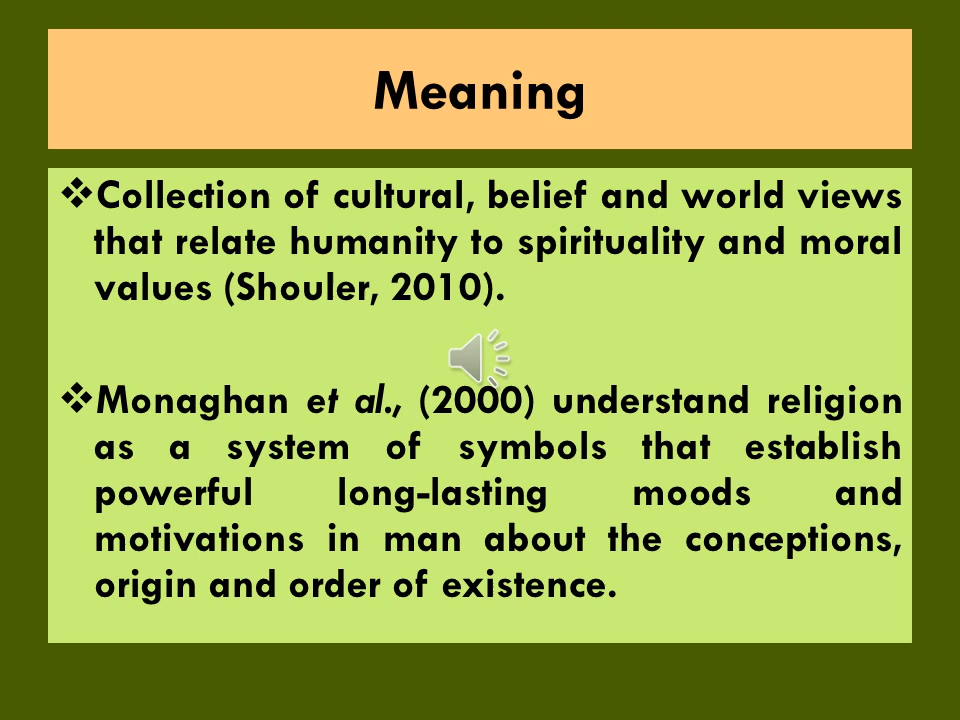 Meaning
❖Collection of cultural, belief and world views
that relate humanity to spirituality and moral
values (Shouler, 2010).
❖Monaghan et al., (2000) understand religion
as a system of symbols that establish
powerful long-lasting moods and
motivations in man about the conceptions,
origin and order of existence.